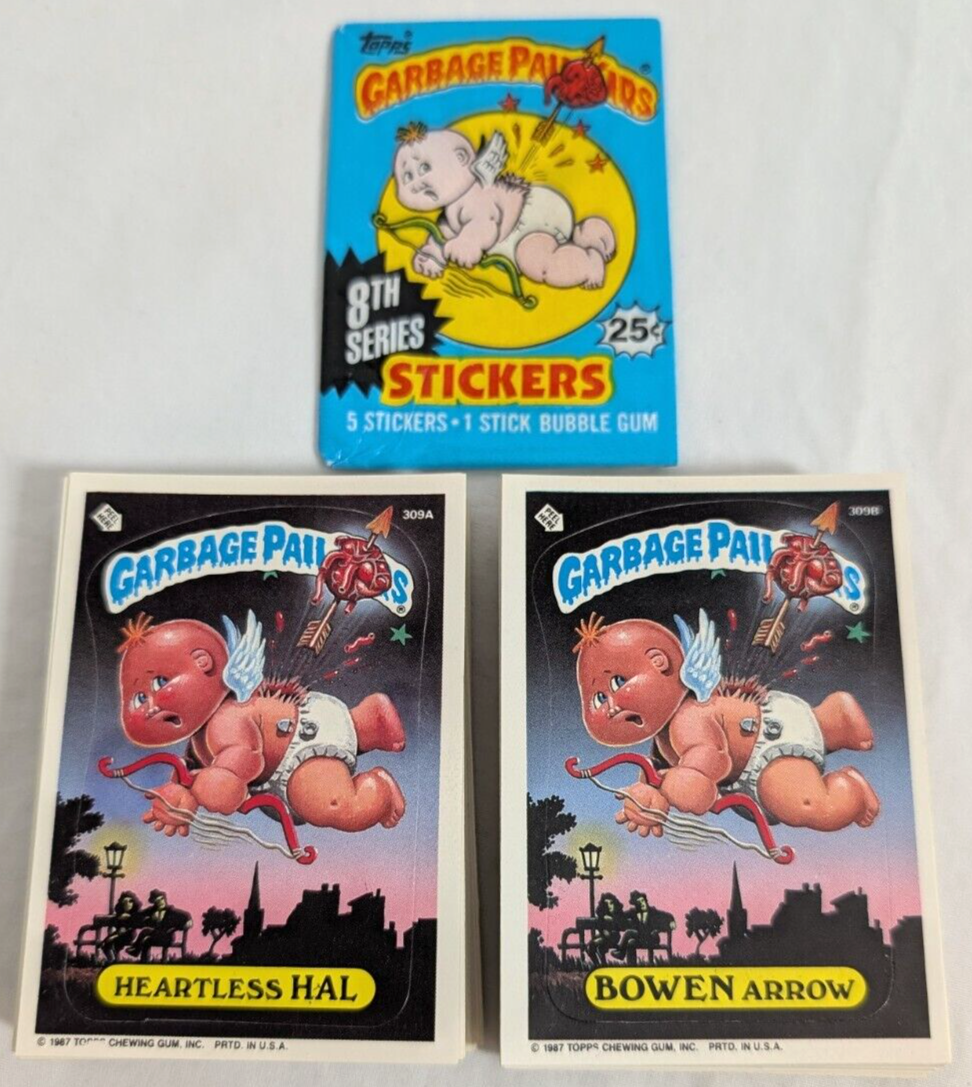 Topps®
GARBAGE PAIL KIDS®
8TH
SERIES
25¢
STICKERS
5 STICKERS • 1 STICK BUBBLE GUM
PEEL
HERE
309A
GARBAGE PAIL
S®
HEARTLESS HAL
© 1987 TOPPS CHEWING GUM, INC. PRTD. IN U.S.A.
PEEL
HERE
309B
GARBAGE PAIL
S®
BOWEN ARROW
© 1987 TOPPS CHEWING GUM, INC. PRTD. IN U.S.A.